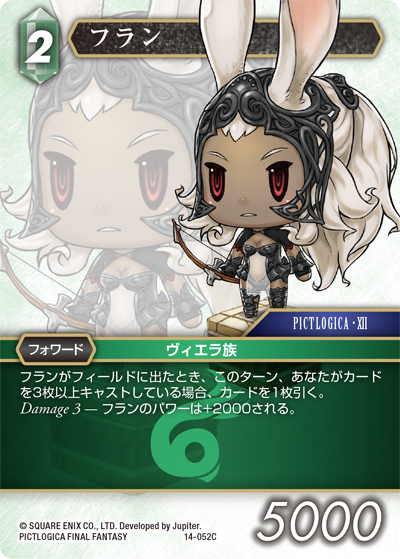 2
フラン
PICTLOGICA・XII
フォワード
ヴィエラ族
フランがフィールドに出たとき、このターン、あなたがカード
を3枚以上キャストしている場合、カードを1枚引く。
Damage 3 — フランのパワーは+2000される。
© SQUARE ENIX CO., LTD. Developed by Jupiter.
PICTLOGICA FINAL FANTASY
14-052C
5000